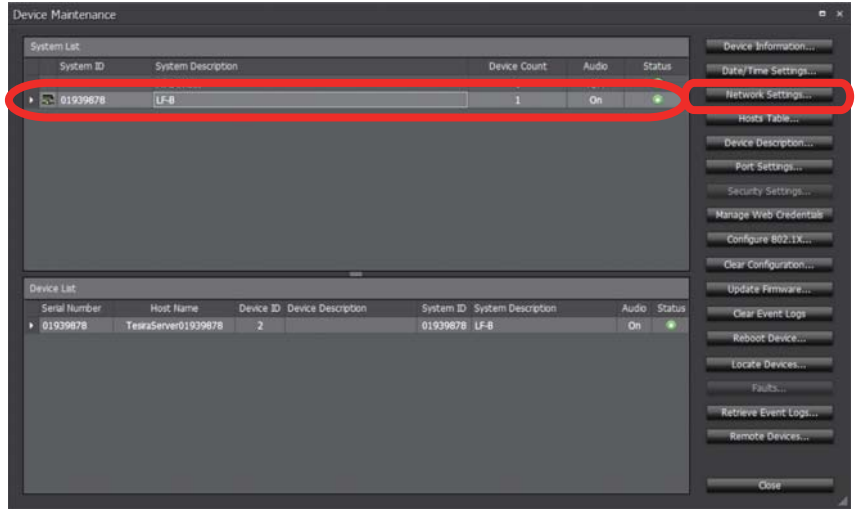 Device Maintenance
System List
System ID System Description Device Count Audio Status
01939878 LF-8 1 On
Device List
Serial Number Host Name Device ID Device Description System ID System Description Audio Status
01939878 TesiraServer01939878 2 01939878 LF-8 On
Device Information...
Date/Time Settings...
Network Settings...
Hosts Table...
Device Description...
Port Settings...
Security Settings...
Manage Web Credentials
Configure 802.1X...
Clear Configuration...
Update Firmware...
Clear Event Logs
Reboot Device...
Locate Devices...
Faults...
Retrieve Event Logs...
Remote Devices...
Close